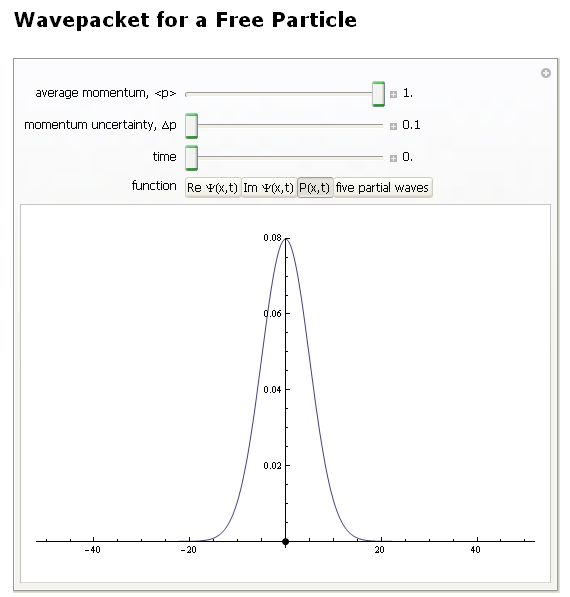 Wavepacket for a Free Particle
average momentum, <p> 1.
momentum uncertainty, Δp 0.1
time 0.
function Re Ψ(x,t) Im Ψ(x,t) P(x,t) five partial waves
0.08
0.06
0.04
0.02
−40 −20 20 40